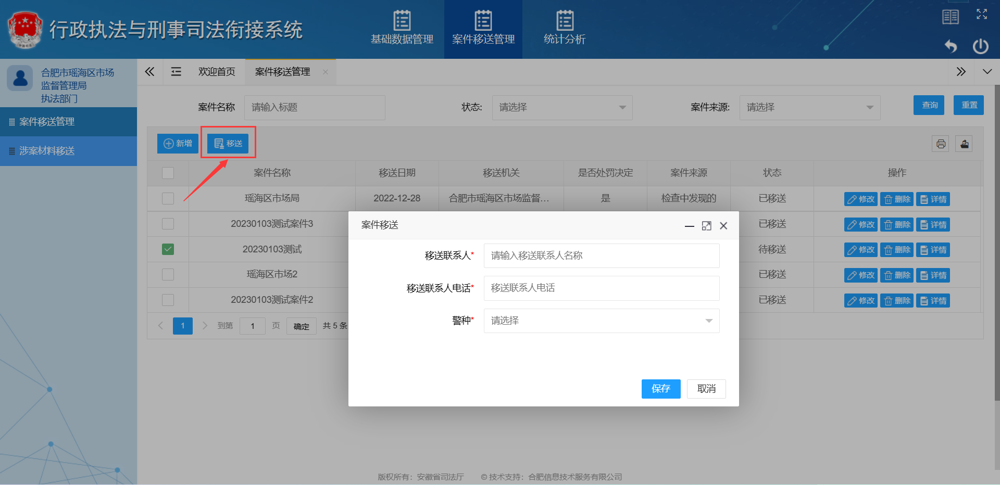 行政执法与刑事司法衔接系统
基础数据管理
案件移送管理
统计分析
合肥市瑶海区市场
监督管理局
执法部门
案件移送管理
涉案材料移送
欢迎首页
案件移送管理
案件名称 请输入标题 状态: 请选择 案件来源: 请选择 查询 重置
新增 移送
案件名称 移送日期 移送机关 是否处罚决定 案件来源 状态 操作
瑶海区市场局 2022-12-28 合肥市瑶海区市场监督... 是 检查中发现的 已移送 修改 删除 详情
20230103测试案件3 已移送 修改 删除 详情
20230103测试 待移送 修改 删除 详情
瑶海区市场2 已移送 修改 删除 详情
20230103测试案件2 已移送 修改 删除 详情
1 到第 1 页 确定 共 5 条
案件移送
移送联系人* 请输入移送联系人名称
移送联系人电话* 移送联系人电话
警种* 请选择
保存 取消
版权所有：安徽省司法厅 © 技术支持：合肥信息技术服务有限公司